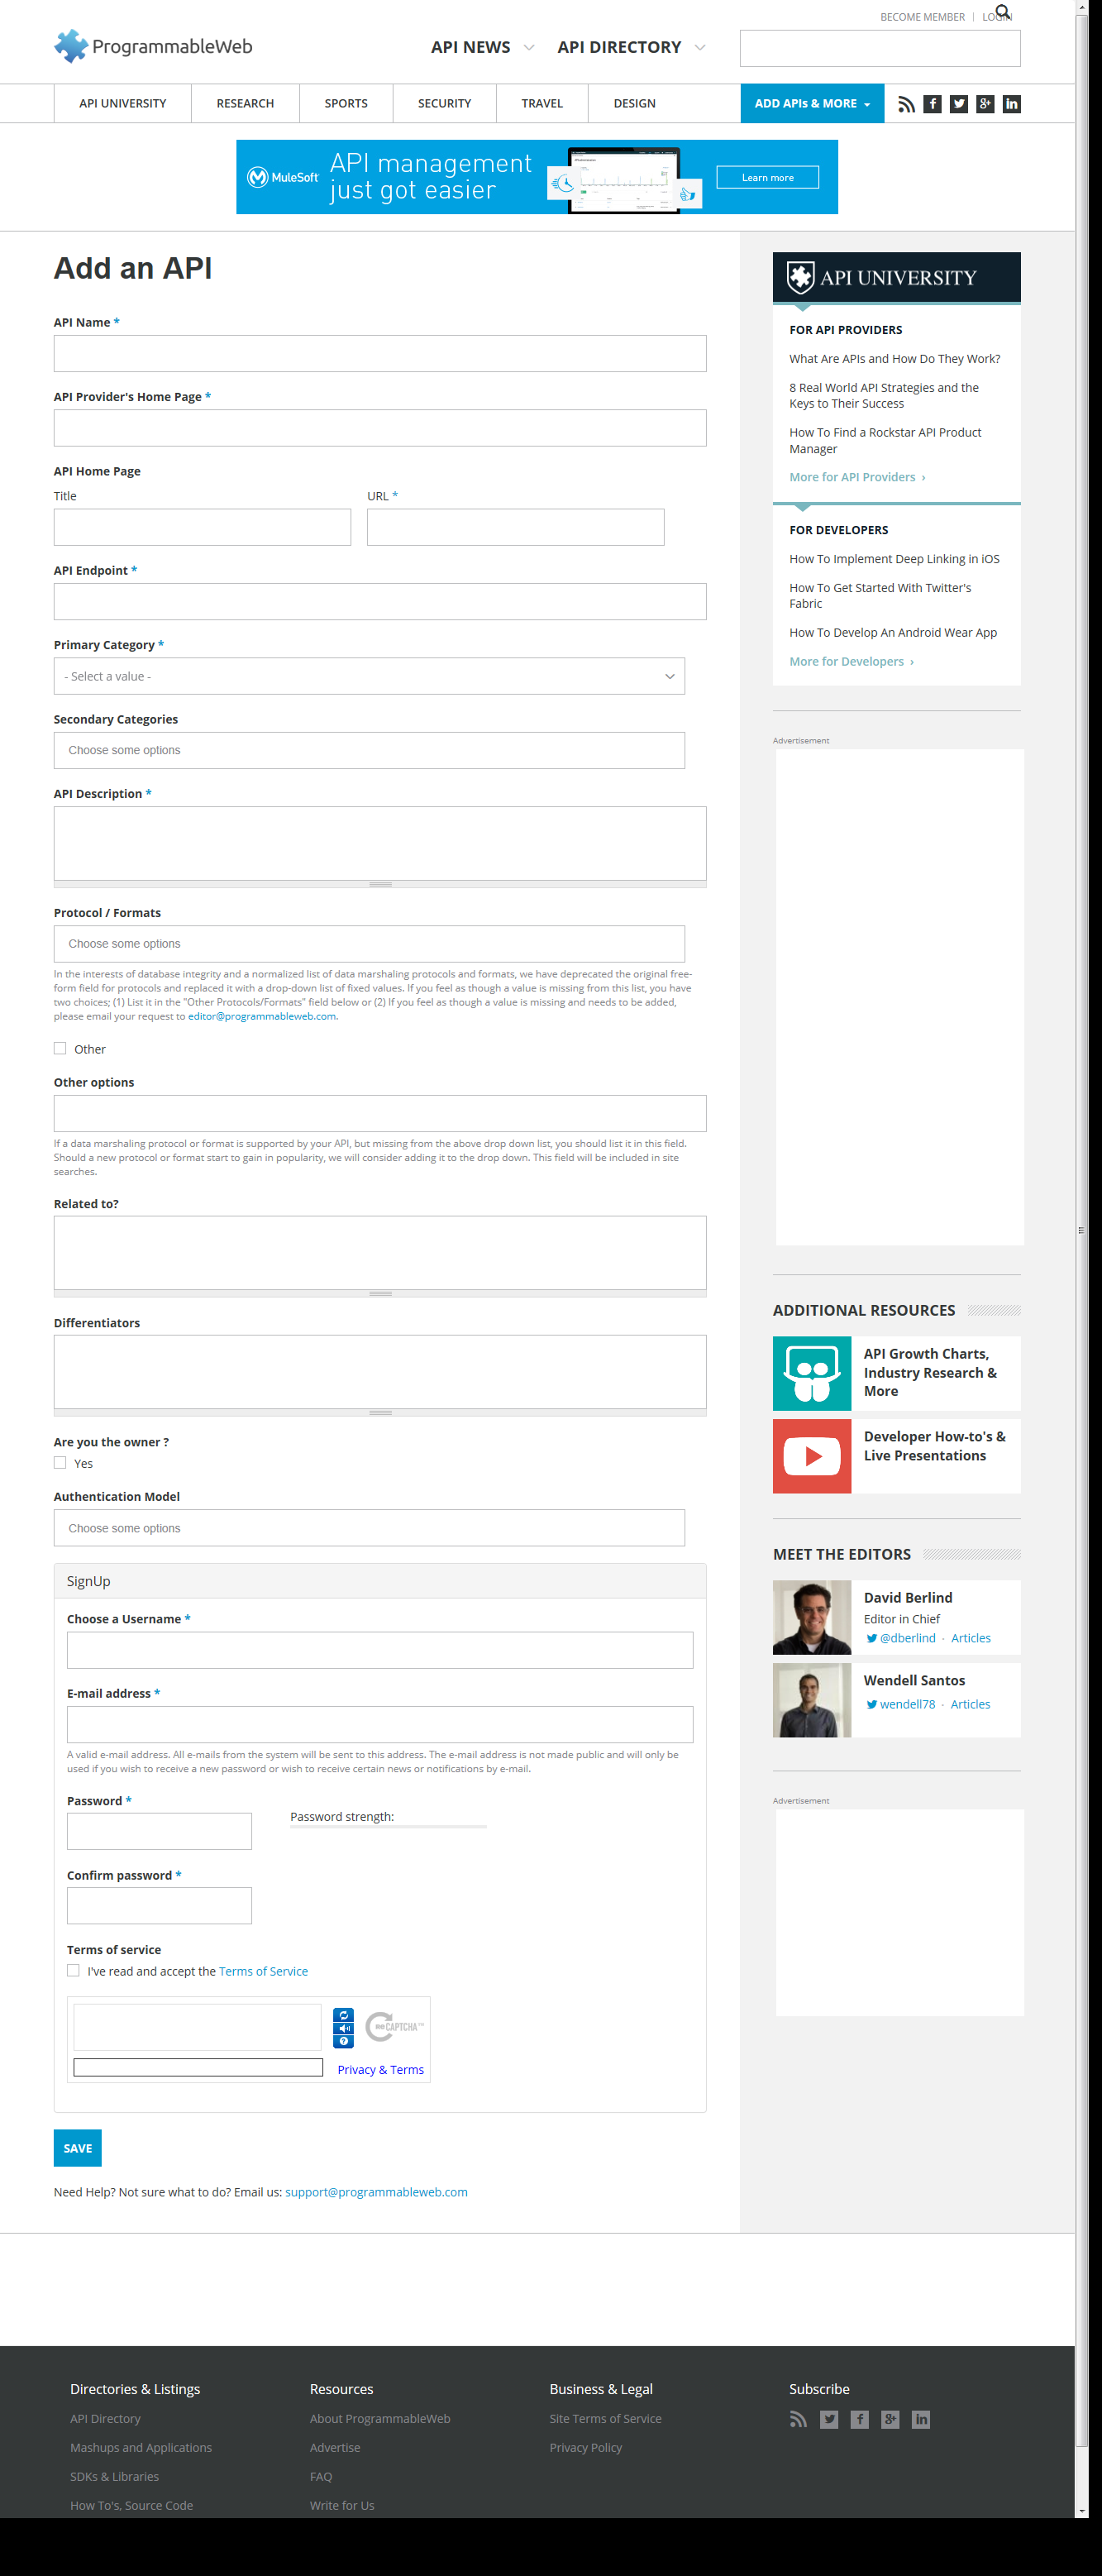 BECOME MEMBER
LOGIN
ProgrammableWeb
API NEWS
API DIRECTORY
API UNIVERSITY
RESEARCH
SPORTS
SECURITY
TRAVEL
DESIGN
ADD APIs & MORE
MuleSoft
API management
just got easier
Learn more
Add an API
API Name *
API Provider's Home Page *
API Home Page
Title
URL *
API Endpoint *
Primary Category *
- Select a value -
Secondary Categories
Choose some options
API Description *
Protocol / Formats
Choose some options
In the interests of database integrity and a normalized list of data marshaling protocols and formats, we have deprecated the original free-
form field for protocols and replaced it with a drop-down list of fixed values. If you feel as though a value is missing from this list, you have
two choices; (1) List it in the "Other Protocols/Formats" field below or (2) If you feel as though a value is missing and needs to be added,
please email your request to editor@programmableweb.com.
Other
Other options
If a data marshaling protocol or format is supported by your API, but missing from the above drop down list, you should list it in this field.
Should a new protocol or format start to gain in popularity, we will consider adding it to the drop down. This field will be included in site
searches.
Related to?
Differentiators
Are you the owner ?
Yes
Authentication Model
Choose some options
SignUp
Choose a Username *
E-mail address *
A valid e-mail address. All e-mails from the system will be sent to this address. The e-mail address is not made public and will only be
used if you wish to receive a new password or wish to receive certain news or notifications by e-mail.
Password *
Password strength:
Confirm password *
Terms of service
I've read and accept the Terms of Service
reCAPTCHA™
Privacy & Terms
SAVE
Need Help? Not sure what to do? Email us: support@programmableweb.com
API UNIVERSITY
FOR API PROVIDERS
What Are APIs and How Do They Work?
8 Real World API Strategies and the
Keys to Their Success
How To Find a Rockstar API Product
Manager
More for API Providers ›
FOR DEVELOPERS
How To Implement Deep Linking in iOS
How To Get Started With Twitter's
Fabric
How To Develop An Android Wear App
More for Developers ›
Advertisement
ADDITIONAL RESOURCES
API Growth Charts,
Industry Research &
More
Developer How-to's &
Live Presentations
MEET THE EDITORS
David Berlind
Editor in Chief
@dberlind · Articles
Wendell Santos
wendell78 · Articles
Advertisement
Directories & Listings
API Directory
Mashups and Applications
SDKs & Libraries
How To's, Source Code
Resources
About ProgrammableWeb
Advertise
FAQ
Write for Us
Business & Legal
Site Terms of Service
Privacy Policy
Subscribe